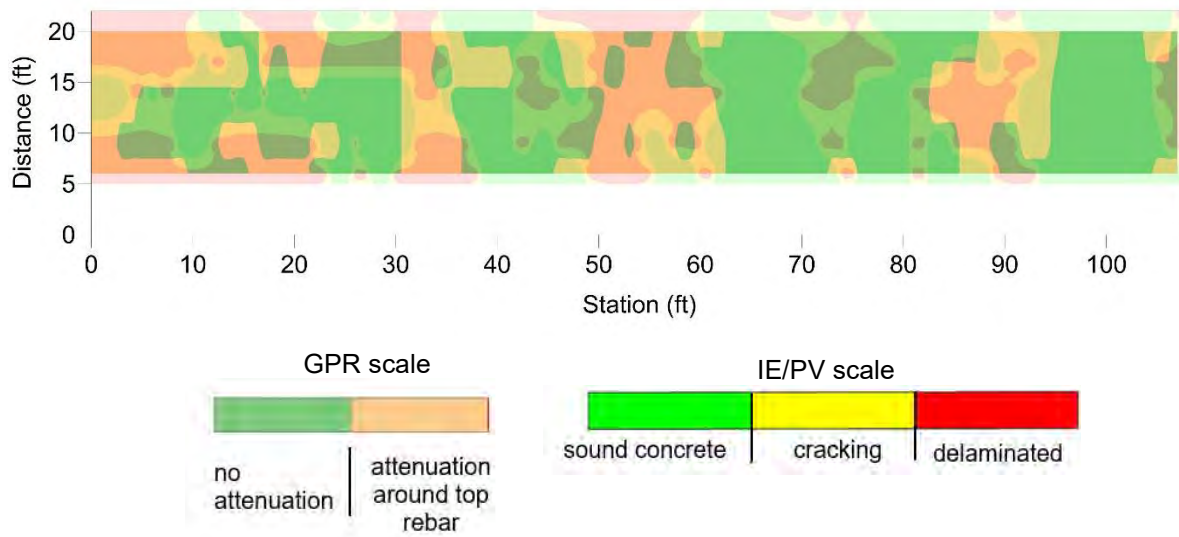 20
15
10
5
0
Distance (ft)
0 10 20 30 40 50 60 70 80 90 100
Station (ft)
GPR scale
no
attenuation
attenuation
around top
rebar
IE/PV scale
sound concrete
cracking
delaminated